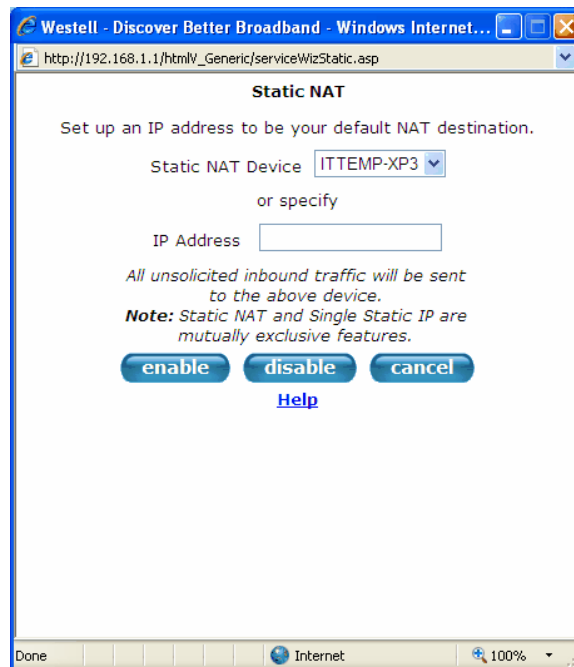 Westell - Discover Better Broadband - Windows Internet...
http://192.168.1.1/htmlV_Generic/serviceWizStatic.asp
Static NAT
Set up an IP address to be your default NAT destination.
Static NAT Device ITTEMP-XP3
or specify
IP Address
All unsolicited inbound traffic will be sent
to the above device.
Note: Static NAT and Single Static IP are
mutually exclusive features.
enable disable cancel
Help
Done Internet 100%